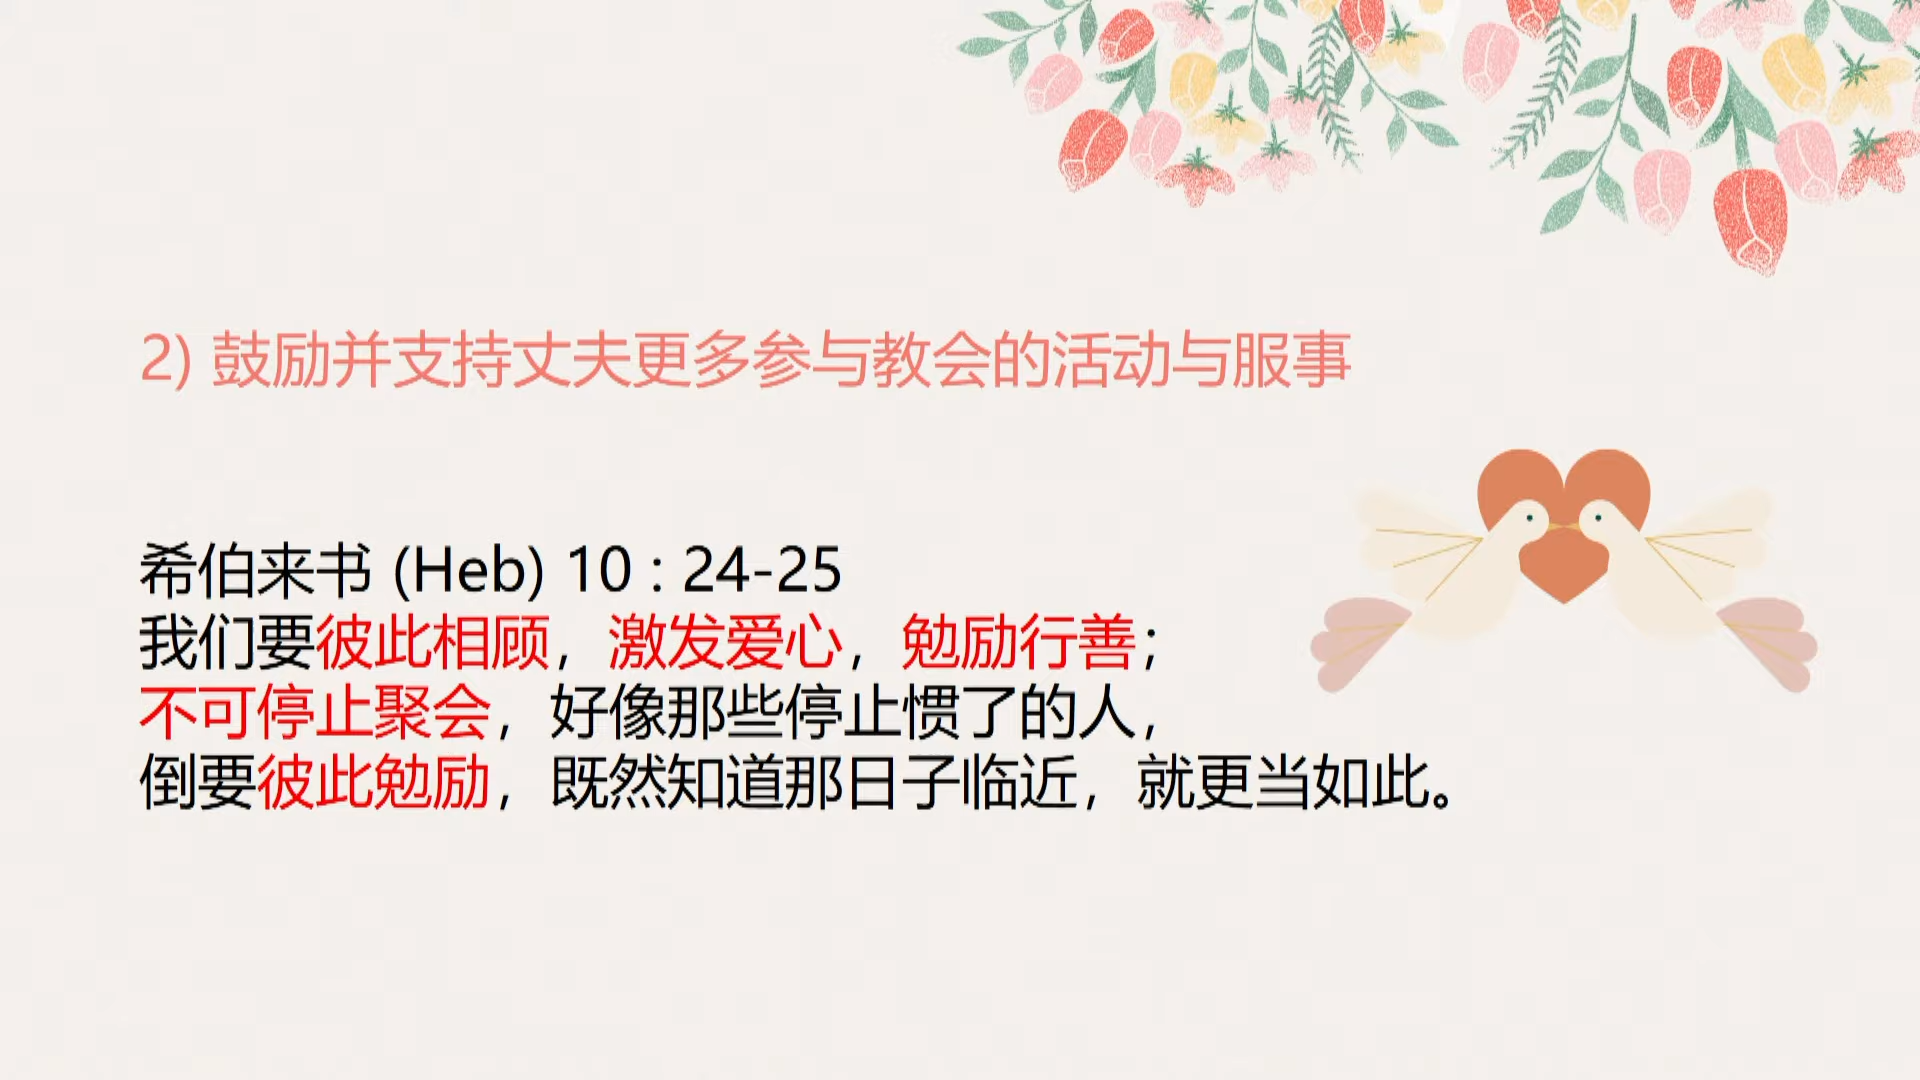 2) 鼓励并支持丈夫更多参与教会的活动与服事
希伯来书 (Heb) 10 : 24-25
我们要彼此相顾，激发爱心，勉励行善；
不可停止聚会，好像那些停止惯了的人，
倒要彼此勉励，既然知道那日子临近，就更当如此。